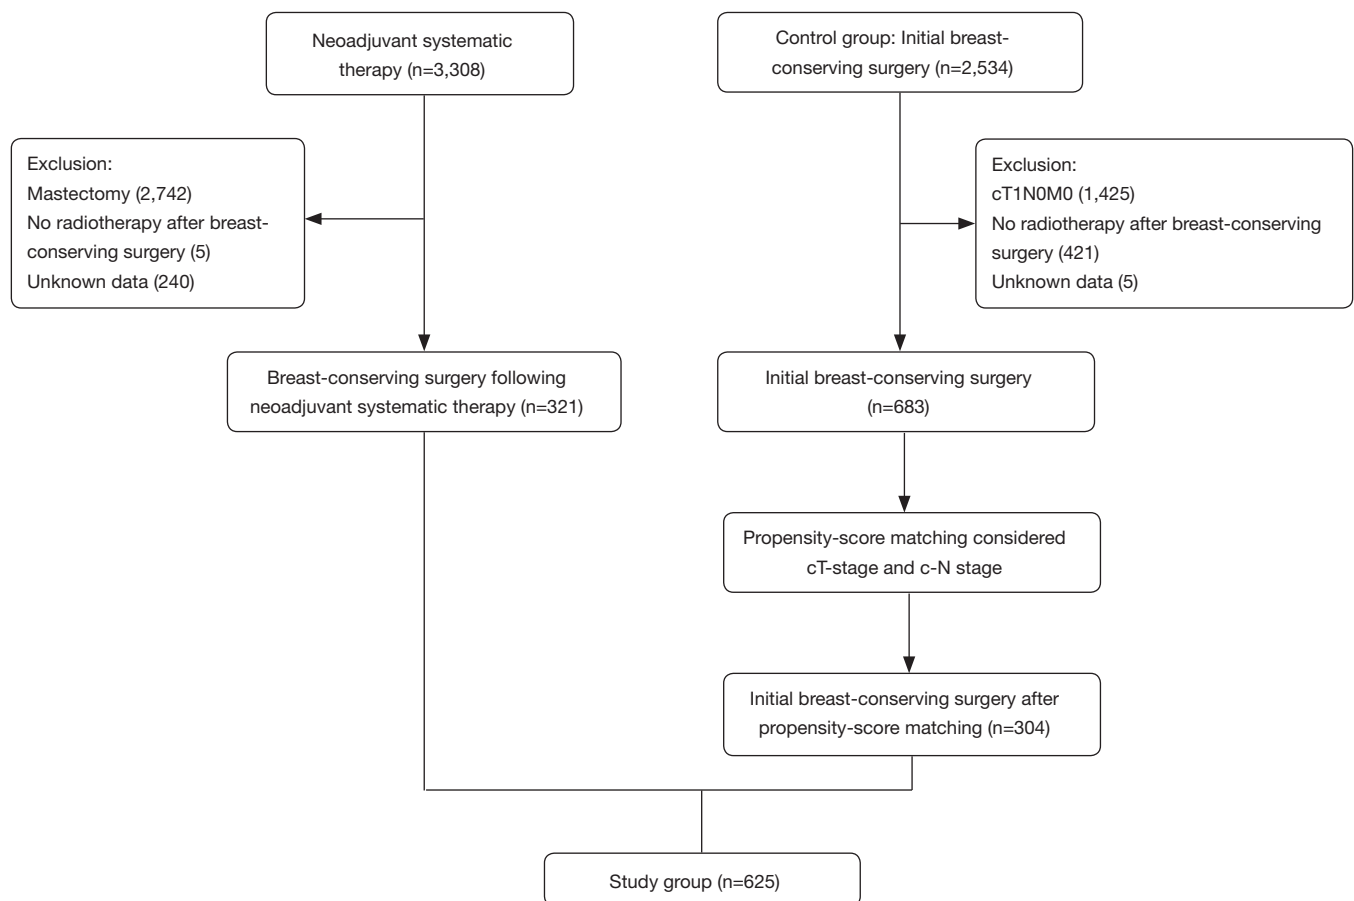 Neoadjuvant systematic
therapy (n=3,308)
Control group: Initial breast-
conserving surgery (n=2,534)
Exclusion:
Mastectomy (2,742)
No radiotherapy after breast-
conserving surgery (5)
Unknown data (240)
Exclusion:
cT1N0M0 (1,425)
No radiotherapy after breast-conserving
surgery (421)
Unknown data (5)
Breast-conserving surgery following
neoadjuvant systematic therapy (n=321)
Initial breast-conserving surgery
(n=683)
Propensity-score matching considered
cT-stage and c-N stage
Initial breast-conserving surgery after
propensity-score matching (n=304)
Study group (n=625)